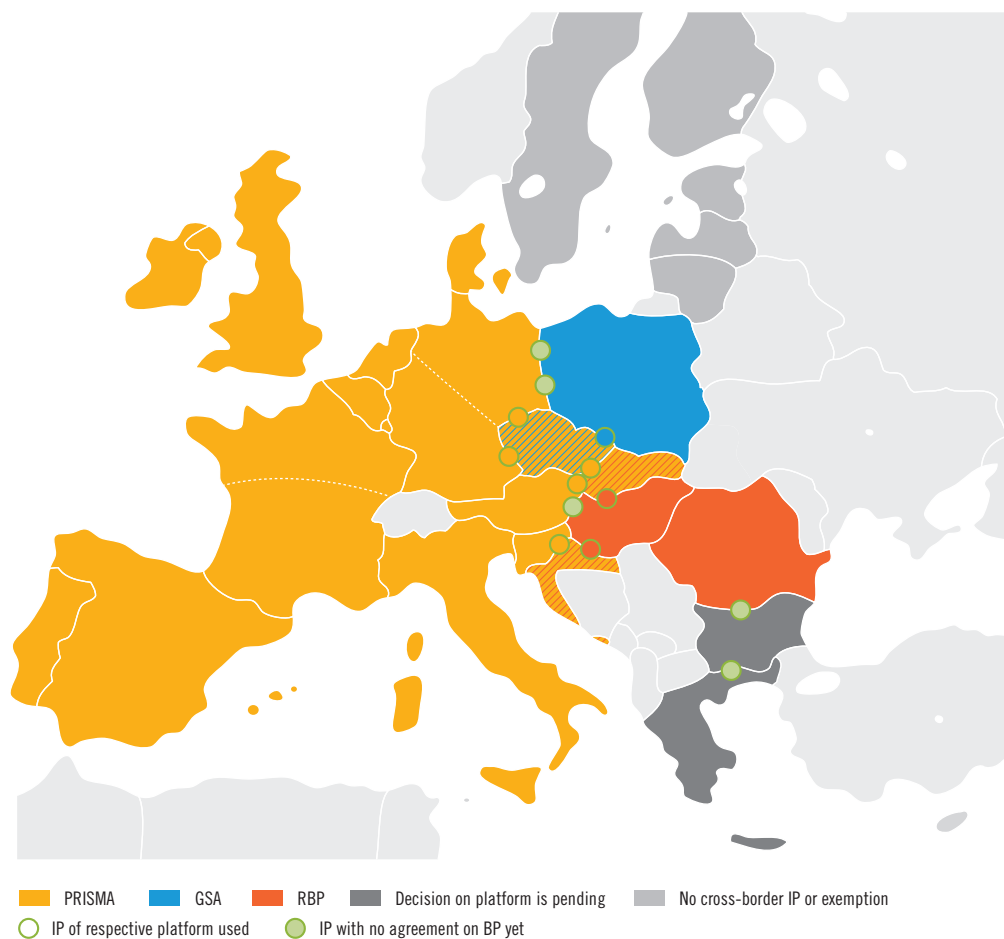 PRISMA GSA RBP Decision on platform is pending No cross-border IP or exemption
IP of respective platform used IP with no agreement on BP yet